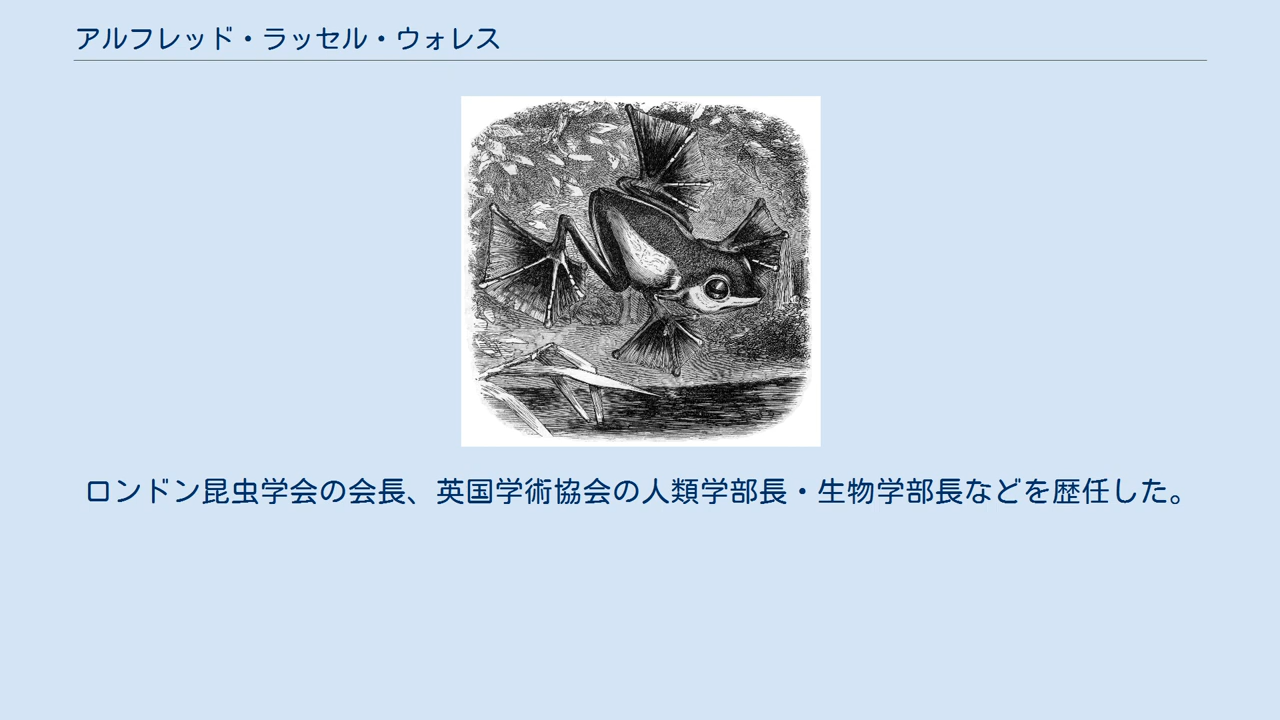 アルフレッド・ラッセル・ウォレス
ロンドン昆虫学会の会長、英国学術協会の人類学部長・生物学部長などを歴任した。